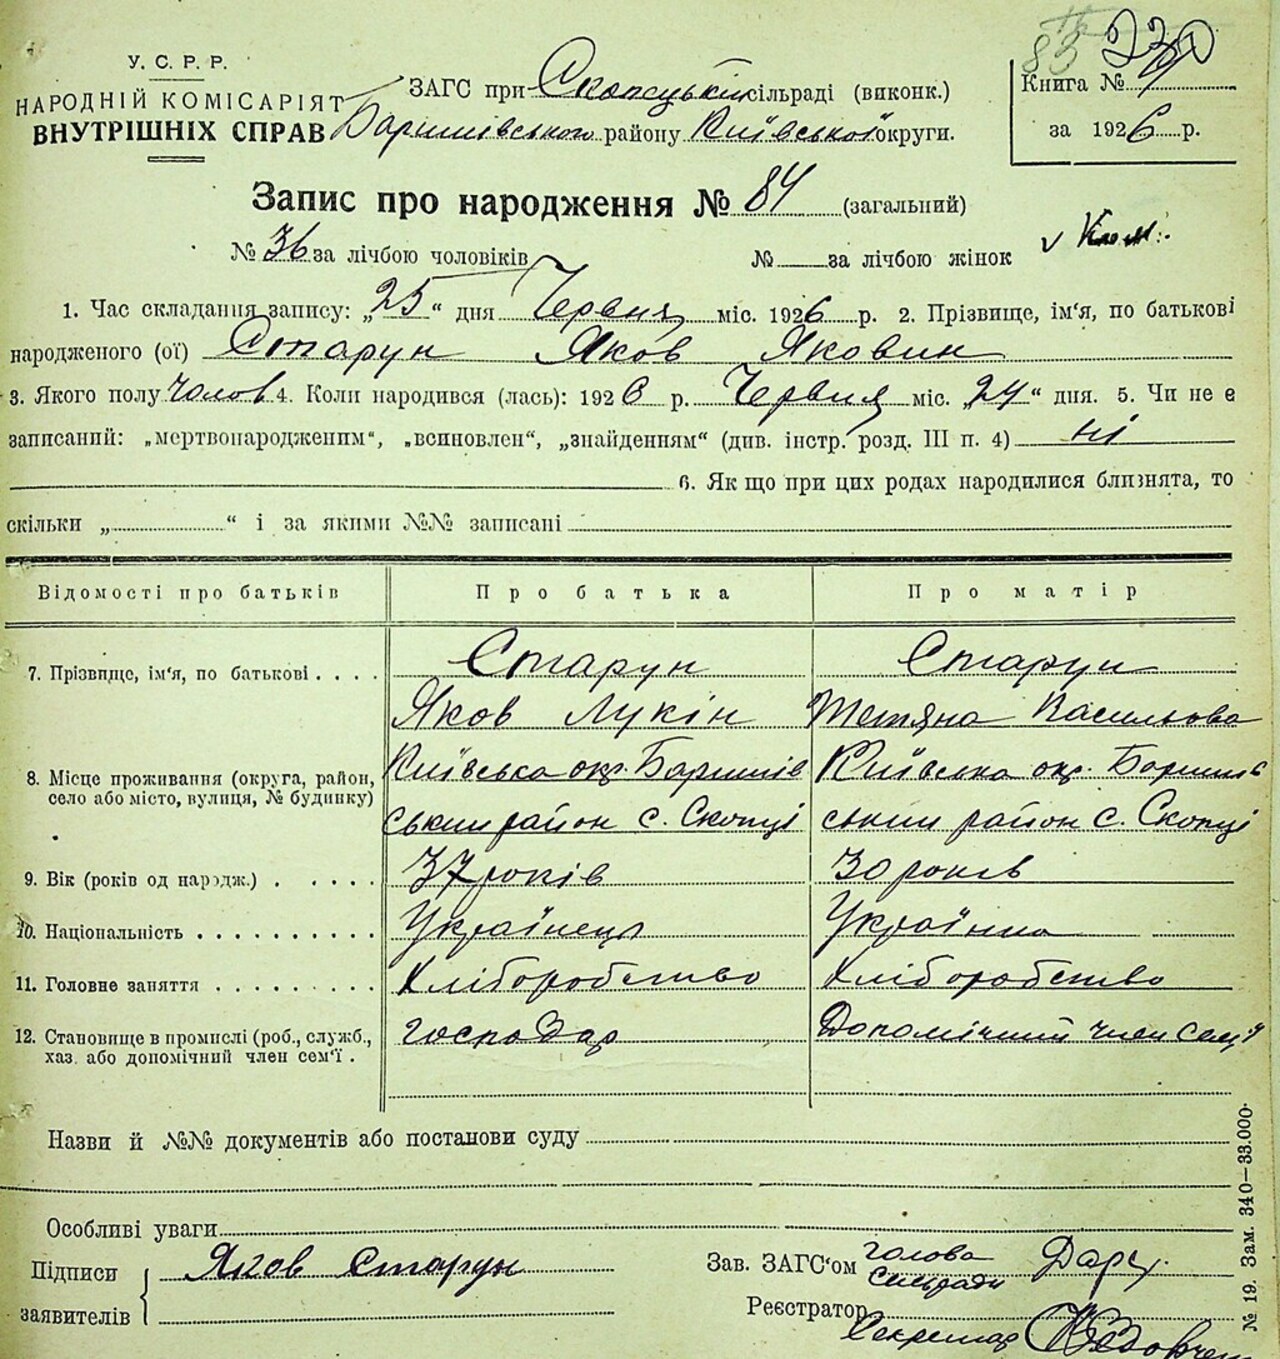 83 230
У. С. Р. Р.
НАРОДНІЙ КОМІСАРІЯТ
ВНУТРІШНІХ СПРАВ
ЗАГС при Скопецькій сільраді (виконк.)
Баришівського району Київської округи.
Книга №
за 1926 р.
Запис про народження № 84 (загальний)
№ 36 за лічбою чоловіків № за лічбою жінок
1. Час складання запису: „25" дня Червня міс. 1926 р. 2. Прізвище, ім'я, по батькові
народженого (ої) Старун Яков Яковин
3. Якого полу чолов 4. Коли народився (лась): 1926 р. Червня міс. „24" дня. 5. Чи не є
записаний: „мертвонародженим", „всиновлен", „знайденням" (див. інстр. розд. III п. 4) ні
6. Як що при цих родах народилися близнята, то
скільки „ " і за якими №№ записані
Відомості про батьків Про батька Про матір
7. Прізвище, ім'я, по батькові . . . . Старун Старун
Яков Лукін Тетяна Васильова
8. Місце проживання (округа, район, село або місто, вулиця, № будинку) Київська окр. Баришів Київська окр. Баришів
ський район с. Скопці ський район с. Скопці
9. Вік (років од народж.) . . . . . 37 років 30 років
10. Національність . . . . . . . . . . Українець Українка
11. Головне заняття . . . . . . . . . Хліборобство Хліборобство
12. Становище в промислі (роб., служб., хаз. або допомічний член сем'ї . господар Допомічний член семї
Назви й №№ документів або постанови суду
Особливі уваги
Підписи заявителів Яков Старун
Зав. ЗАГС'ом голова сільради
Реєстратор Секретар
№ 19. Зам. 340—33.000.